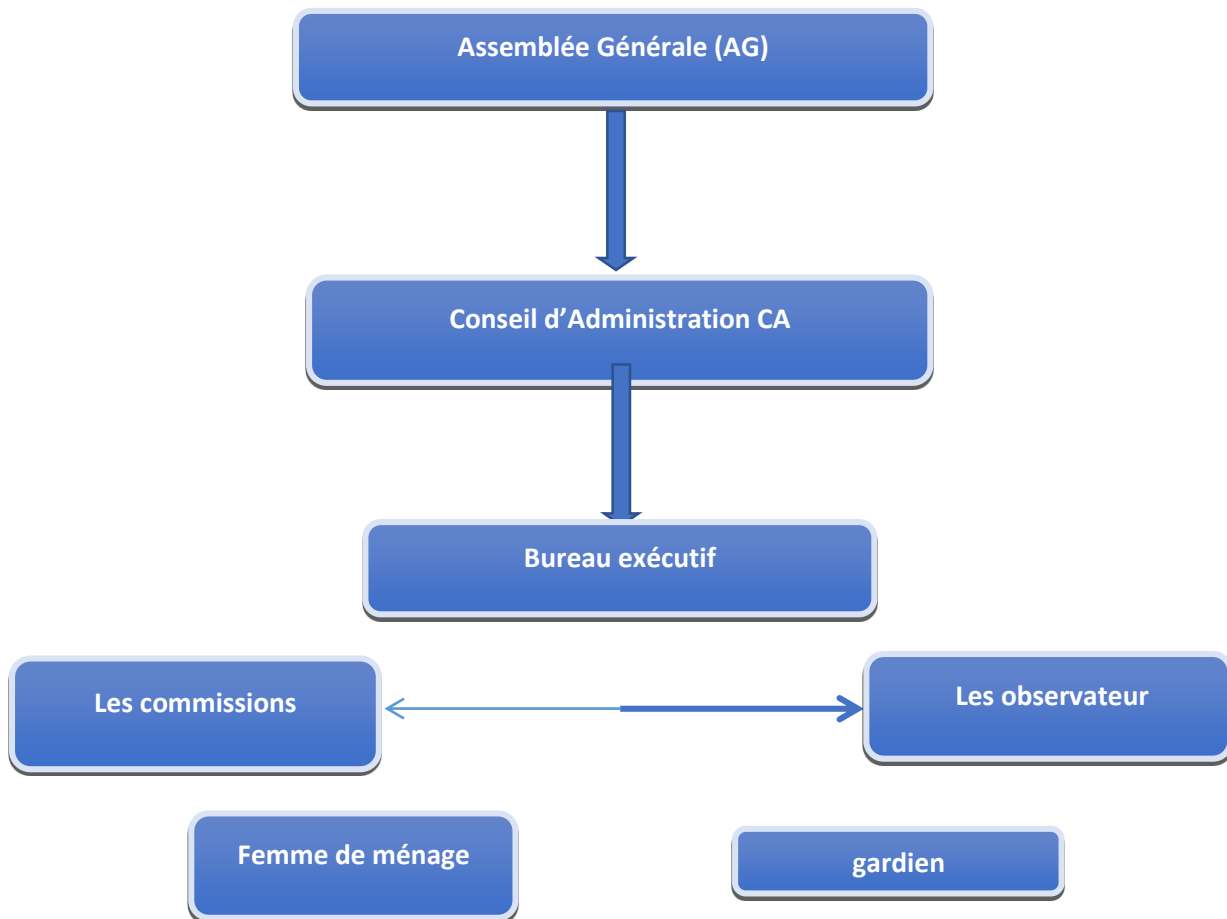 Assemblée Générale (AG)
Conseil d’Administration CA
Bureau exécutif
Les commissions
Les observateur
Femme de ménage
gardien